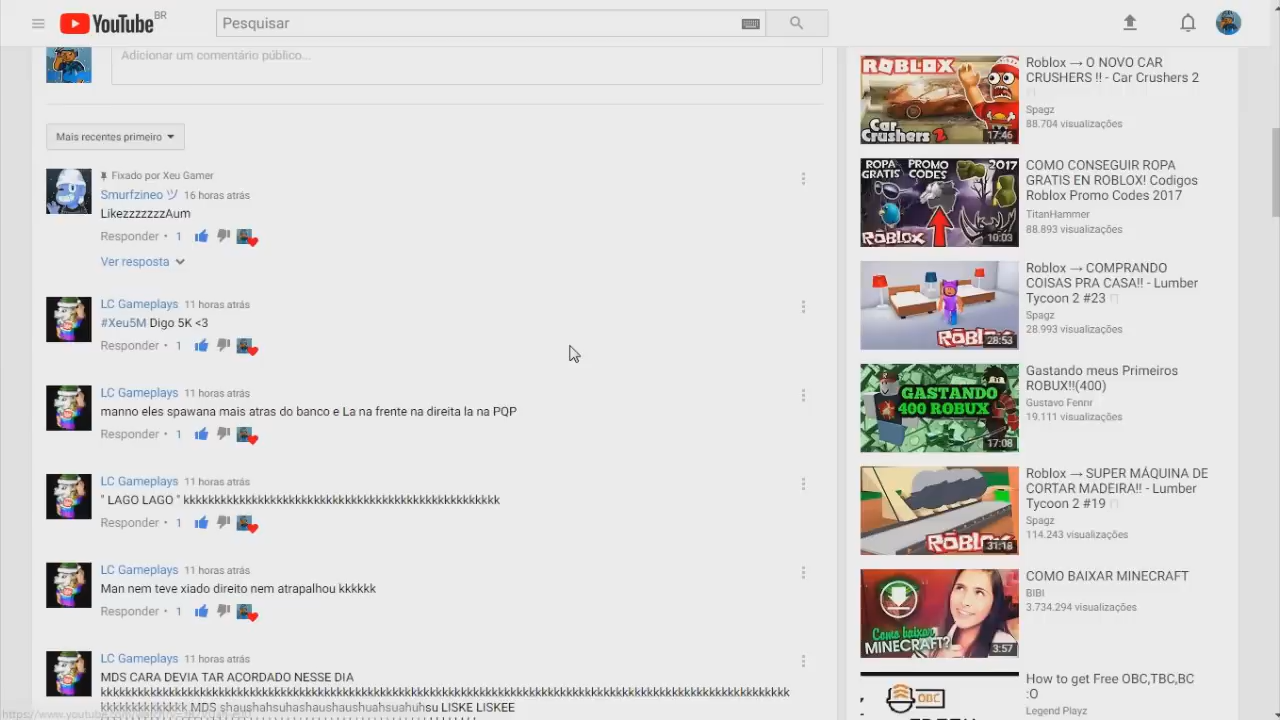 YouTube BR
Pesquisar
Adicionar um comentário público...
Mais recentes primeiro
Fixado por Xeu Gamer
Smurfzineo ツ 16 horas atrás
LikezzzzzzzAum
Responder • 1
Ver resposta
LC Gameplays 11 horas atrás
#Xeu5M Digo 5K <3
Responder • 1
LC Gameplays 11 horas atrás
manno eles spawana mais atras do banco e La na frente na direita la na PQP
Responder • 1
LC Gameplays 11 horas atrás
" LAGO LAGO " kkkkkkkkkkkkkkkkkkkkkkkkkkkkkkkkkkkkkkkkkkkkkkkkkk
Responder • 1
LC Gameplays 11 horas atrás
Man nem teve xiado direito nem atrapalhou kkkkkk
Responder • 1
LC Gameplays 11 horas atrás
MDS CARA DEVIA TAR ACORDADO NESSE DIA
LISKE LISKEE
ROBLOX
Car
Crushers 2
17:46
Roblox → O NOVO CAR
CRUSHERS !! - Car Crushers 2
Spagz
88.704 visualizações
ROPA GRATIS
PROMO CODES
2017
ROBLOX
10:03
COMO CONSEGUIR ROPA
GRATIS EN ROBLOX! Codigos
Roblox Promo Codes 2017
TitanHammer
88.893 visualizações
28:53
Roblox → COMPRANDO
COISAS PRA CASA!! - Lumber
Tycoon 2 #23
Spagz
28.993 visualizações
GASTANDO
400 ROBUX
17:08
Gastando meus Primeiros
ROBUX!!(400)
Gustavo Fennr
19.111 visualizações
31:18
Roblox → SUPER MÁQUINA DE
CORTAR MADEIRA!! - Lumber
Tycoon 2 #19
Spagz
114.243 visualizações
Como baixar
MINECRAFT?
3:57
COMO BAIXAR MINECRAFT
BIBI
3.734.294 visualizações
OBC
How to get Free OBC,TBC,BC
:O
Legend Playz